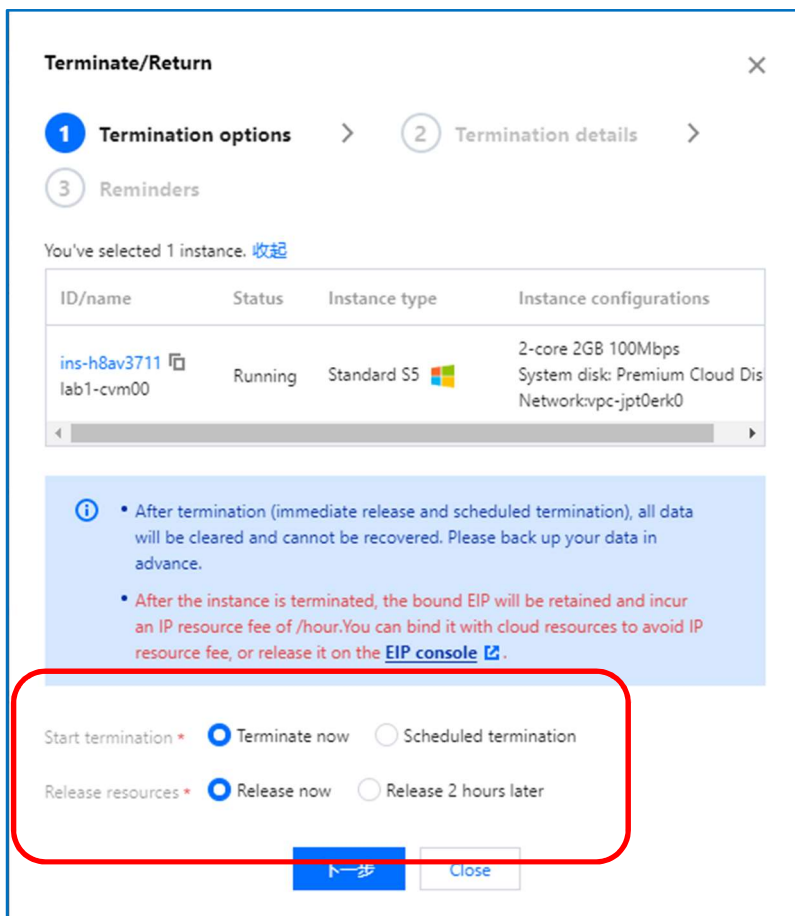 Terminate/Return
1 Termination options > 2 Termination details >
3 Reminders
You've selected 1 instance. 收起
ID/name Status Instance type Instance configurations
ins-h8av3711 Running Standard S5 2-core 2GB 100Mbps
lab1-cvm00 System disk: Premium Cloud Dis
Network:vpc-jpt0erk0
• After termination (immediate release and scheduled termination), all data
will be cleared and cannot be recovered. Please back up your data in
advance.
• After the instance is terminated, the bound EIP will be retained and incur
an IP resource fee of /hour.You can bind it with cloud resources to avoid IP
resource fee, or release it on the EIP console .
Start termination * Terminate now Scheduled termination
Release resources * Release now Release 2 hours later
下一步 Close